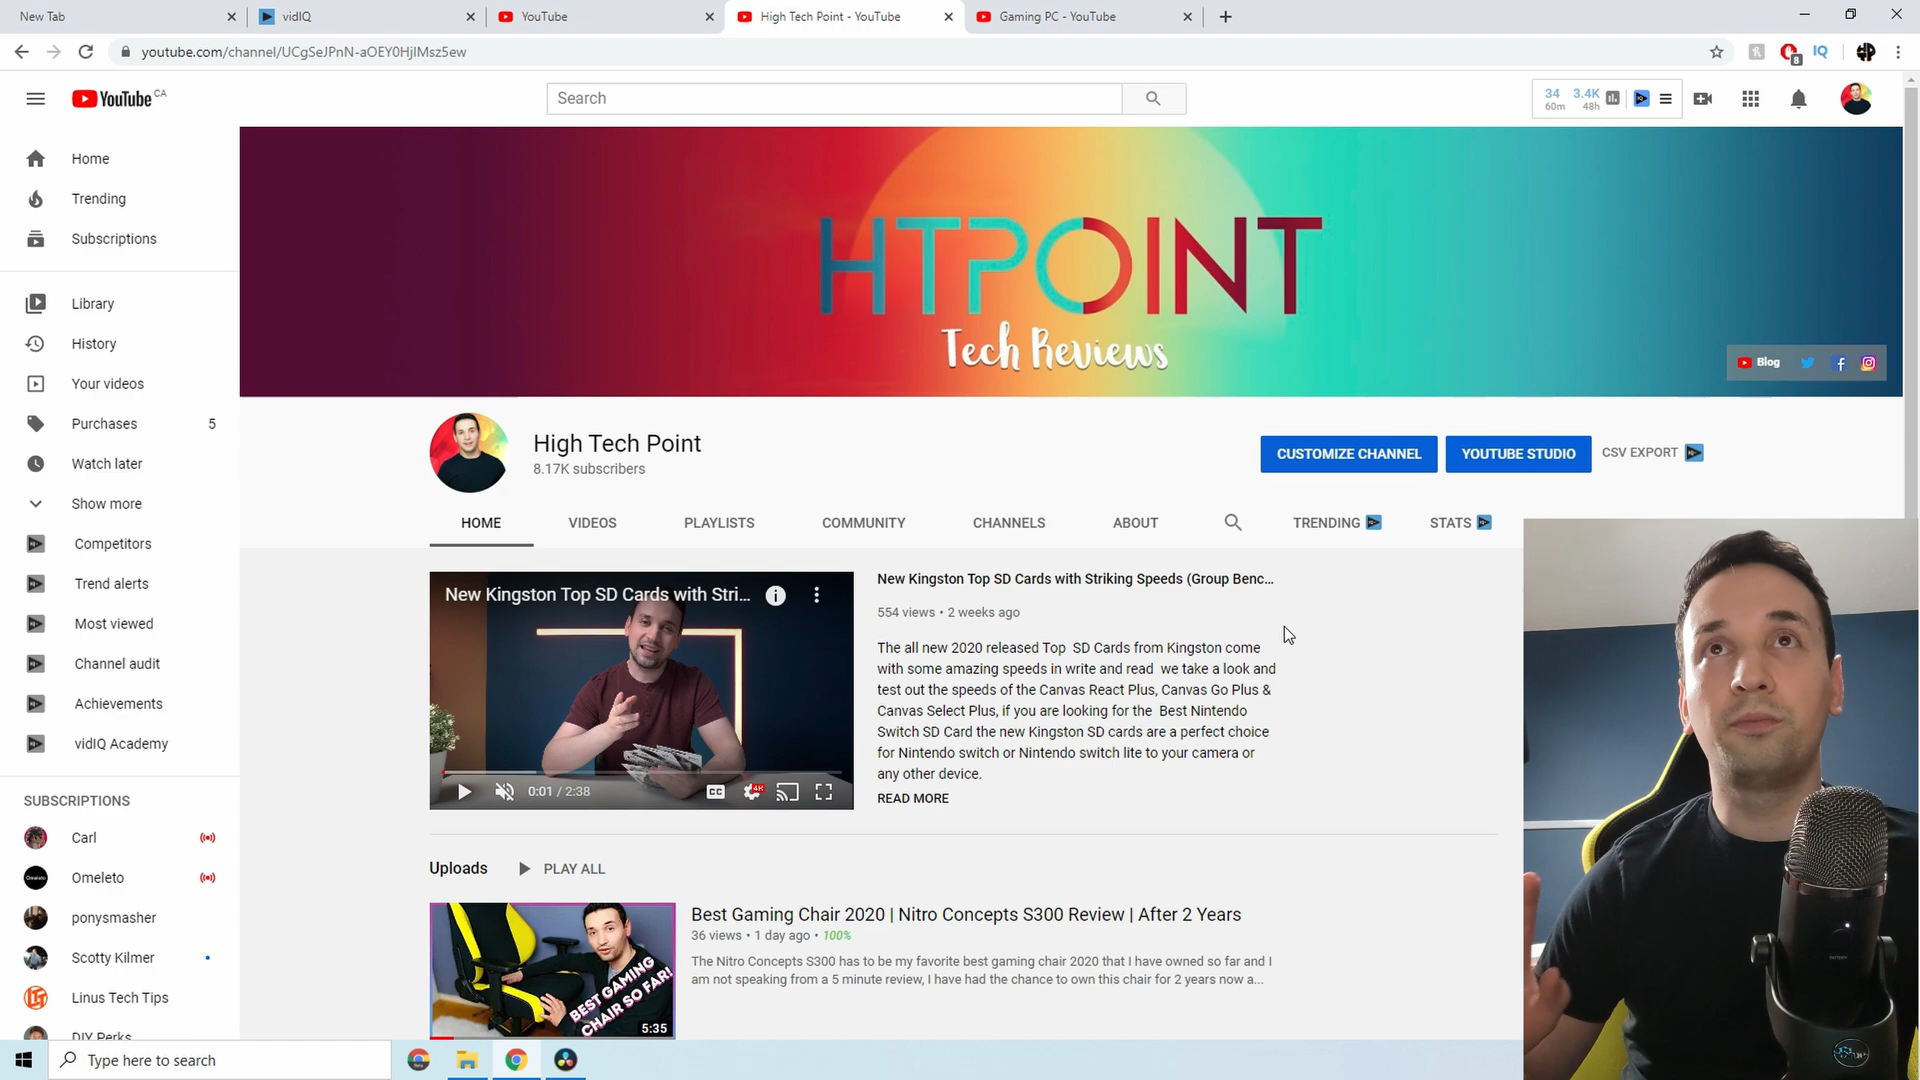 New Tab
vidIQ
YouTube
High Tech Point - YouTube
Gaming PC - YouTube
youtube.com/channel/UCgSeJPnN-aOEY0HjIMsz5ew
IQ
8
YouTube CA
Search
34 60m 3.4K 48h
Home
Trending
Subscriptions
Library
History
Your videos
Purchases 5
Watch later
Show more
Competitors
Trend alerts
Most viewed
Channel audit
Achievements
vidIQ Academy
SUBSCRIPTIONS
Carl
Omeleto
ponysmasher
Scotty Kilmer
Linus Tech Tips
DIY Perks
HTPOINT
Tech Reviews
Blog
High Tech Point
8.17K subscribers
CUSTOMIZE CHANNEL
YOUTUBE STUDIO
CSV EXPORT
HOME
VIDEOS
PLAYLISTS
COMMUNITY
CHANNELS
ABOUT
TRENDING
STATS
New Kingston Top SD Cards with Stri...
0:01 / 2:38
CC
4K
New Kingston Top SD Cards with Striking Speeds (Group Benc...
554 views • 2 weeks ago
The all new 2020 released Top SD Cards from Kingston come
with some amazing speeds in write and read we take a look and
test out the speeds of the Canvas React Plus, Canvas Go Plus &
Canvas Select Plus, if you are looking for the Best Nintendo
Switch SD Card the new Kingston SD cards are a perfect choice
for Nintendo switch or Nintendo switch lite to your camera or
any other device.
READ MORE
Uploads
PLAY ALL
BEST GAMING
CHAIR SO FAR!
5:35
Best Gaming Chair 2020 | Nitro Concepts S300 Review | After 2 Years
36 views • 1 day ago • 100%
The Nitro Concepts S300 has to be my favorite best gaming chair 2020 that I have owned so far and I
am not speaking from a 5 minute review, I have had the chance to own this chair for 2 years now a...
Type here to search